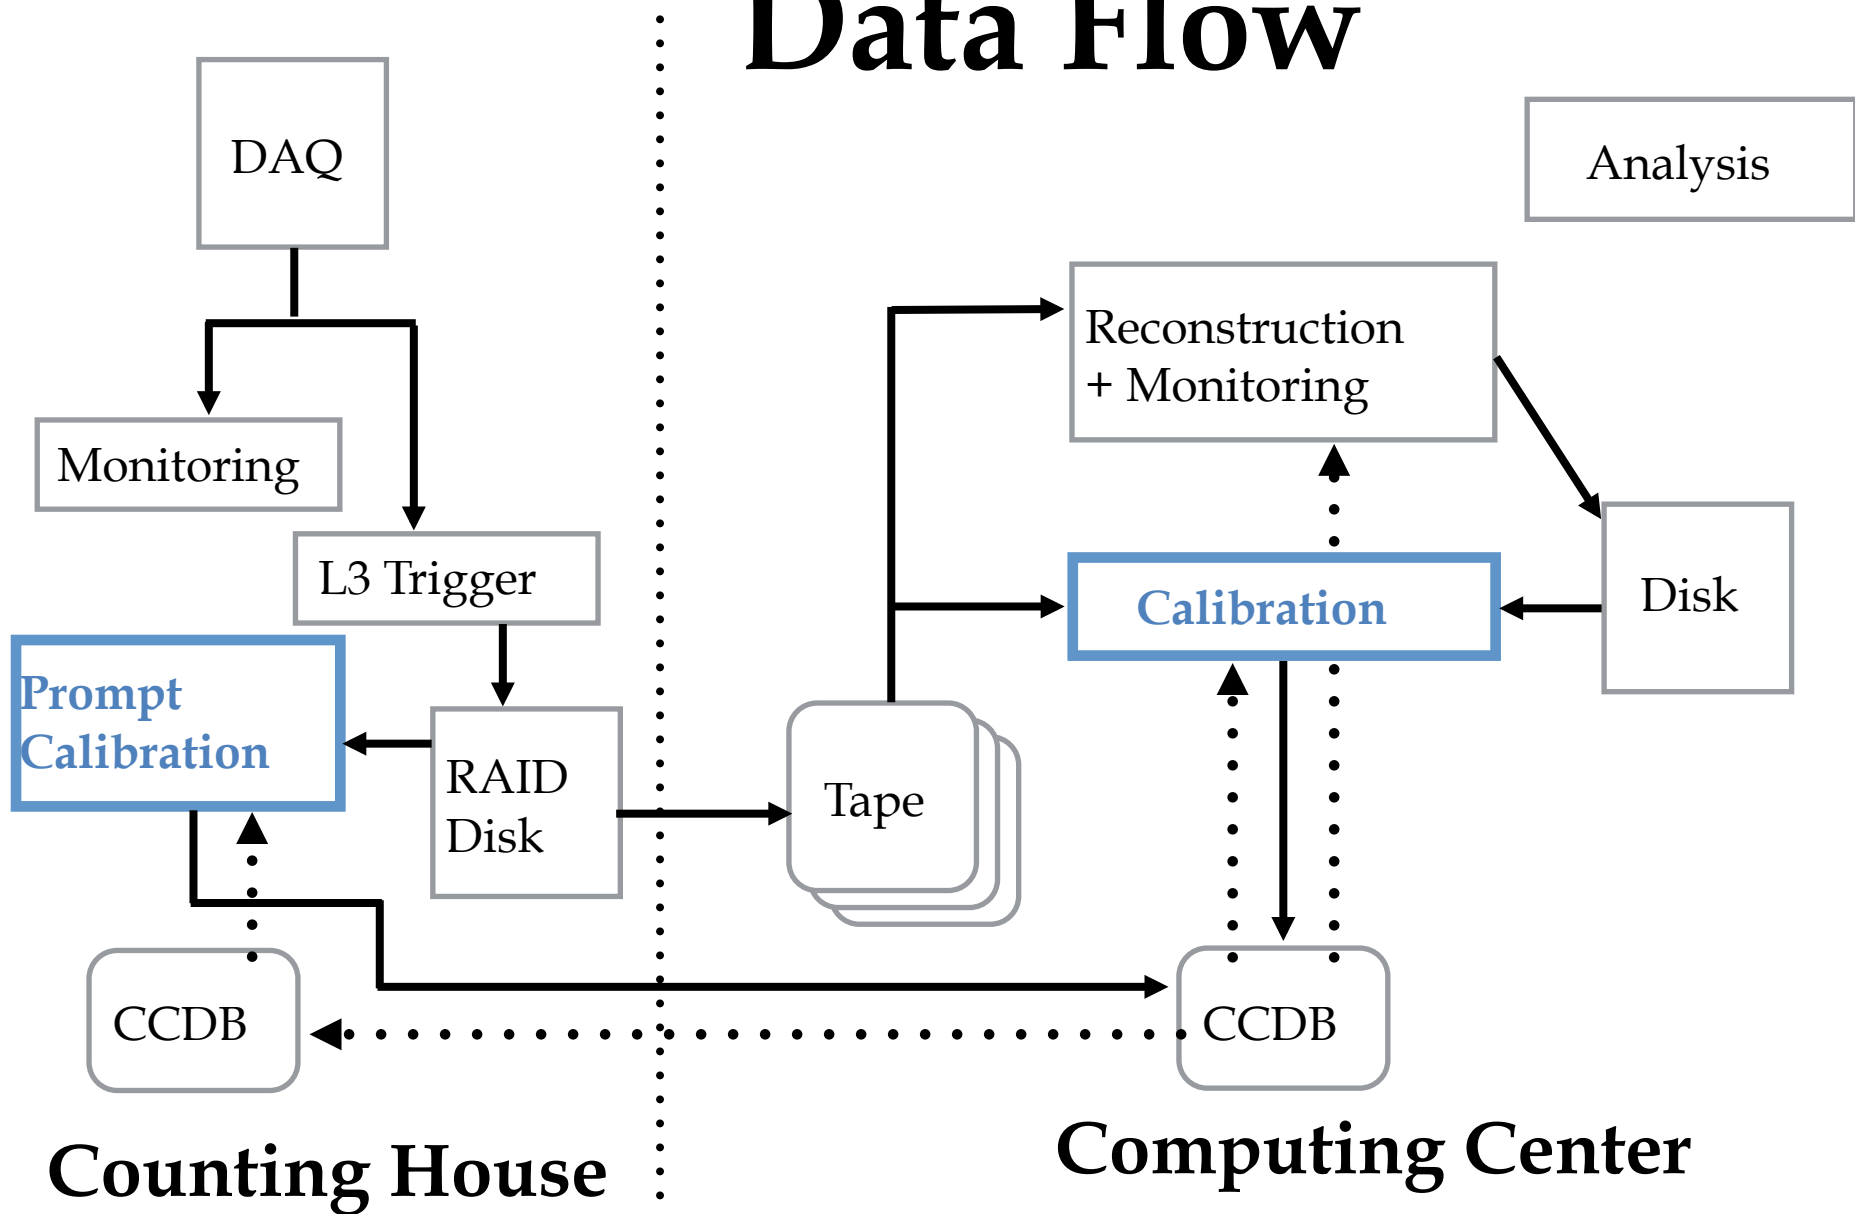 Data Flow
DAQ
Analysis
Reconstruction
+ Monitoring
Monitoring
L3 Trigger
Calibration
Disk
Prompt
Calibration
RAID
Disk
Tape
CCDB
CCDB
Counting House
Computing Center